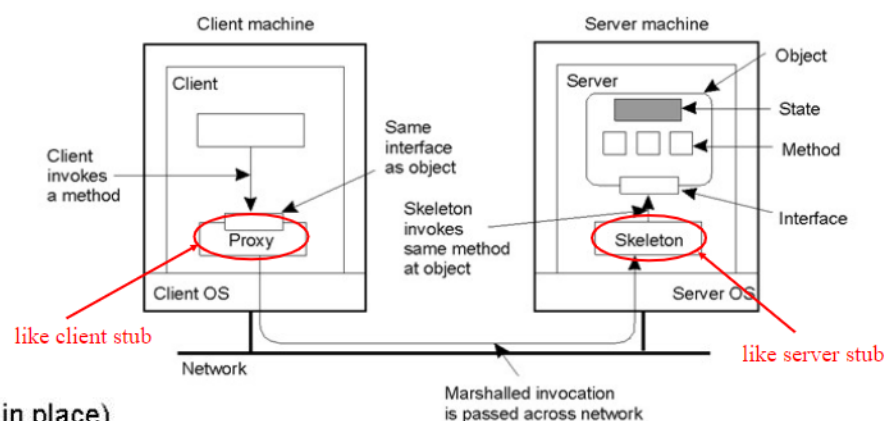 Client machine
Server machine
Object
Client
Server
State
Same
interface
as object
Client
invokes
a method
Method
Skeleton
invokes
same method
at object
Interface
Proxy
Skeleton
Client OS
Server OS
like client stub
like server stub
Network
Marshalled invocation
is passed across network
in place)